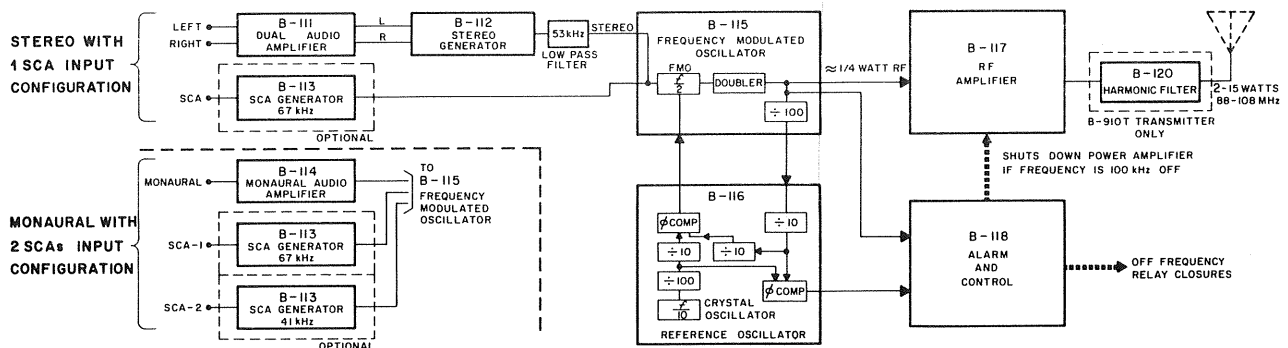 STEREO WITH
1 SCA INPUT
CONFIGURATION
LEFT
RIGHT
B-111
DUAL AUDIO
AMPLIFIER
L
R
B-112
STEREO
GENERATOR
53kHz
LOW PASS
FILTER
STEREO
SCA
B-113
SCA GENERATOR
67 kHz
OPTIONAL
B-115
FREQUENCY MODULATED
OSCILLATOR
FMO
f/2
DOUBLER
÷ 100
≈ 1/4 WATT RF
B-117
RF
AMPLIFIER
B-120
HARMONIC FILTER
B-910T TRANSMITTER
ONLY
2-15 WATTS
88-108 MHz
SHUTS DOWN POWER AMPLIFIER
IF FREQUENCY IS 100 kHz OFF
MONAURAL WITH
2 SCAs INPUT
CONFIGURATION
MONAURAL
B-114
MONAURAL AUDIO
AMPLIFIER
TO
B-115
FREQUENCY
MODULATED
OSCILLATOR
SCA-1
B-113
SCA GENERATOR
67 kHz
SCA-2
B-113
SCA GENERATOR
41 kHz
OPTIONAL
B-116
øCOMP
÷10
÷10
÷10
÷100
øCOMP
f/10
CRYSTAL
OSCILLATOR
REFERENCE OSCILLATOR
B-118
ALARM
AND
CONTROL
OFF FREQUENCY
RELAY CLOSURES